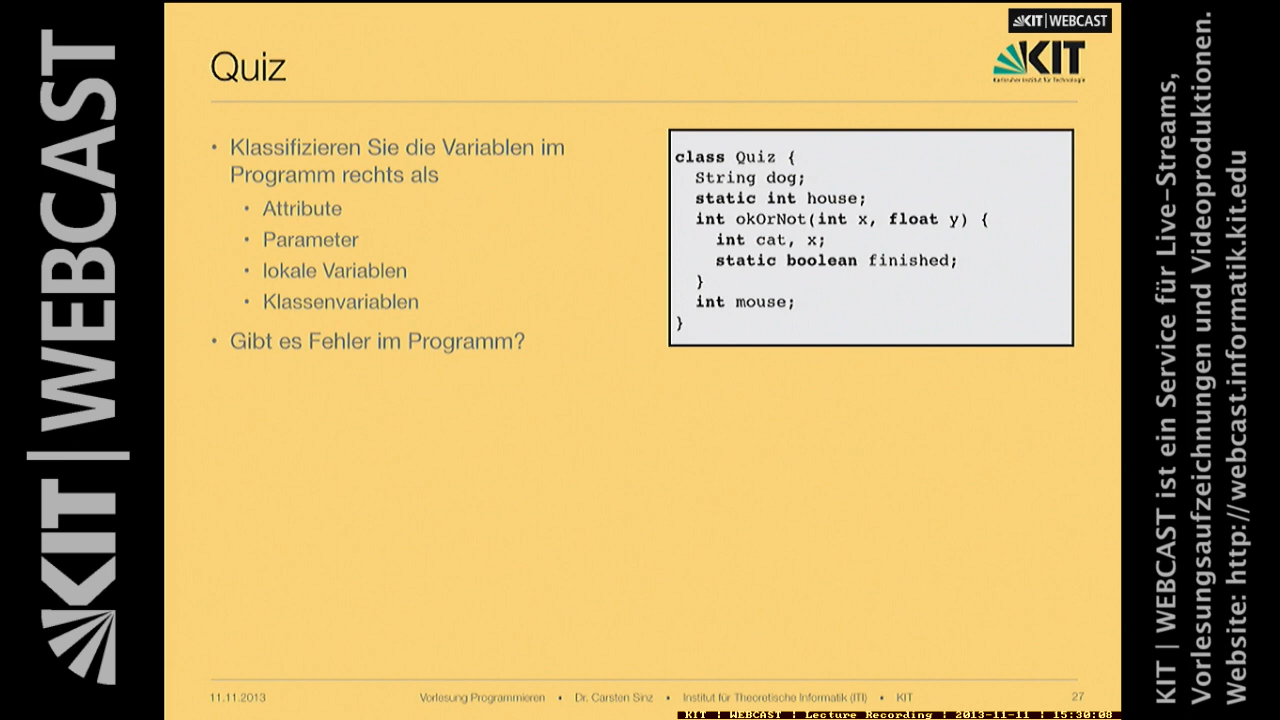 KIT | WEBCAST
KIT | WEBCAST
KIT
Karlsruher Institut für Technologie
Quiz
• Klassifizieren Sie die Variablen im
Programm rechts als
• Attribute
• Parameter
• lokale Variablen
• Klassenvariablen
• Gibt es Fehler im Programm?
class Quiz {
String dog;
static int house;
int okOrNot(int x, float y) {
int cat, x;
static boolean finished;
}
int mouse;
}
11.11.2013
Vorlesung Programmieren • Dr. Carsten Sinz • Institut für Theoretische Informatik (ITI) • KIT
27
KIT | WEBCAST | Lecture Recording | 2013-11-11 | 15:30:08
KIT | WEBCAST ist ein Service für Live-Streams,
Vorlesungsaufzeichnungen und Videoproduktionen.
Website: http://webcast.informatik.kit.edu